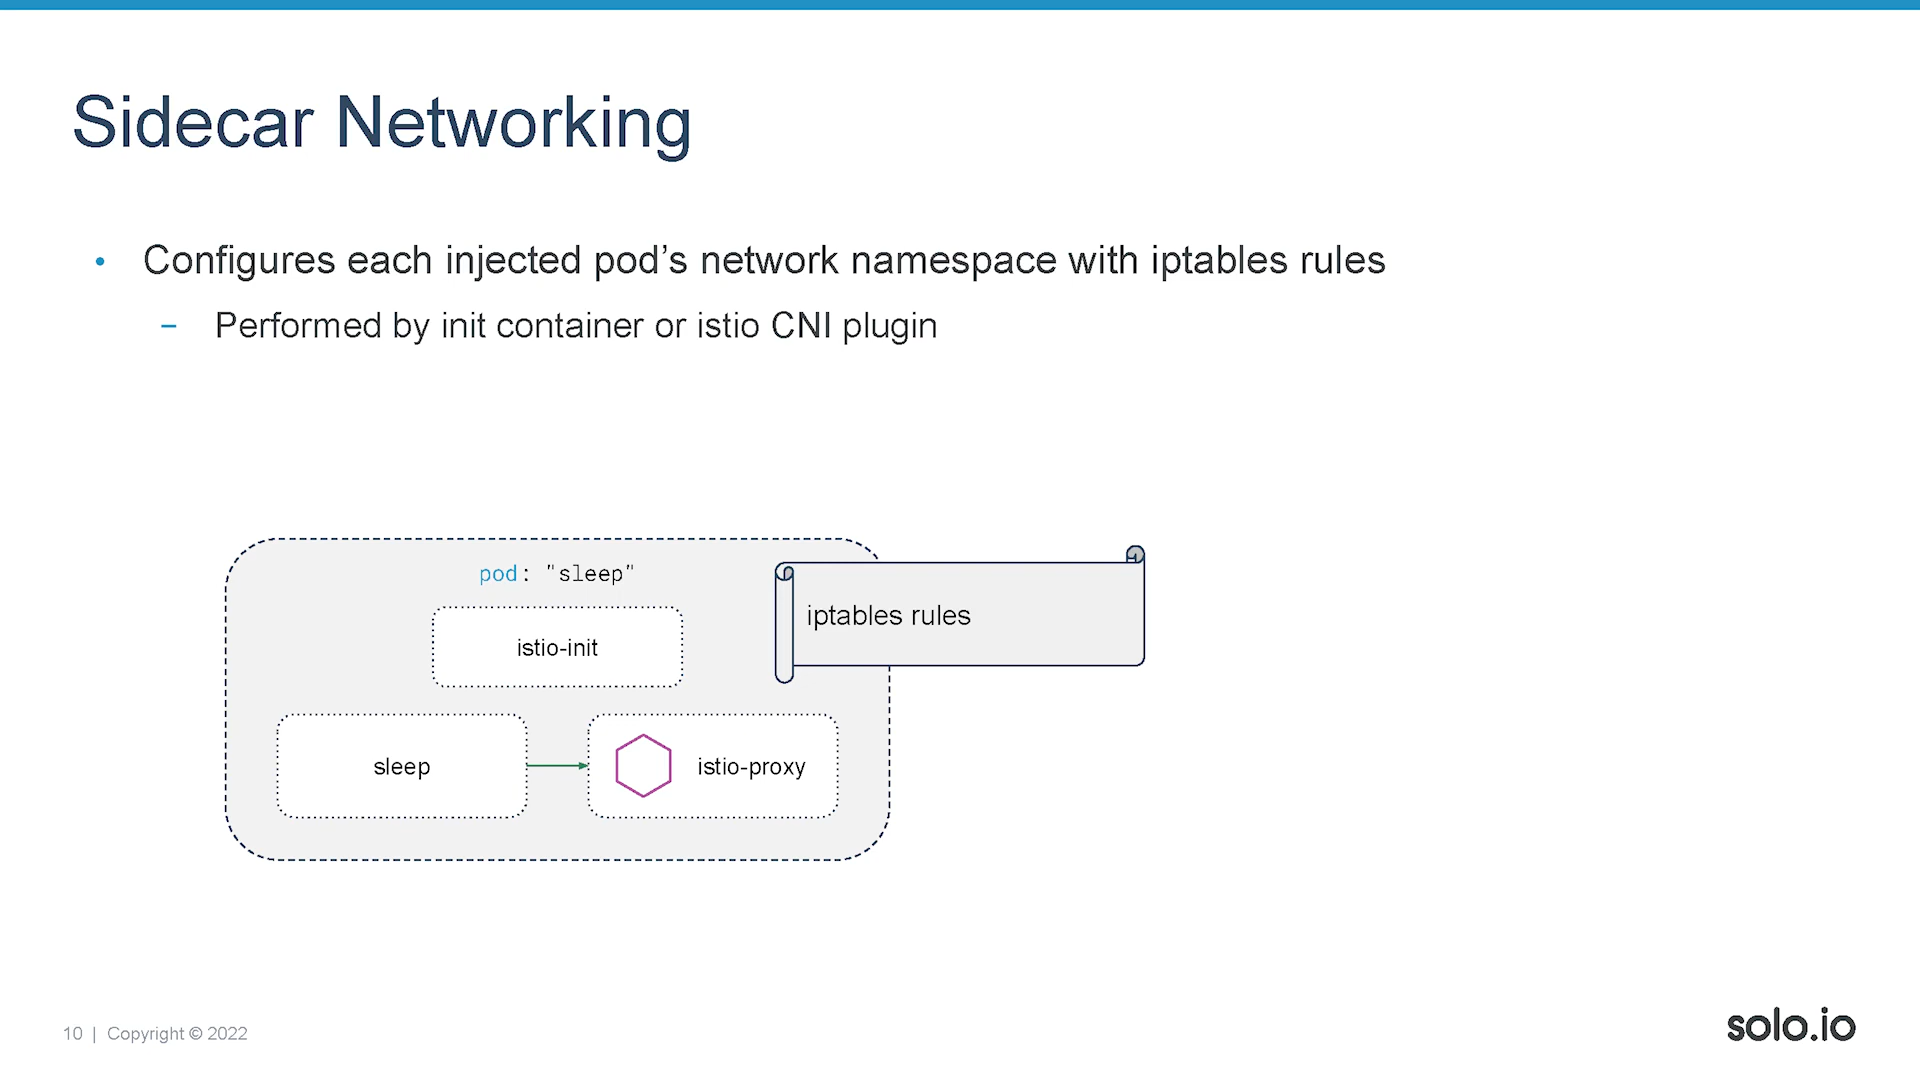 Sidecar Networking
• Configures each injected pod’s network namespace with iptables rules
– Performed by init container or istio CNI plugin
pod: "sleep"
iptables rules
istio-init
sleep
istio-proxy
10 | Copyright © 2022
solo.io